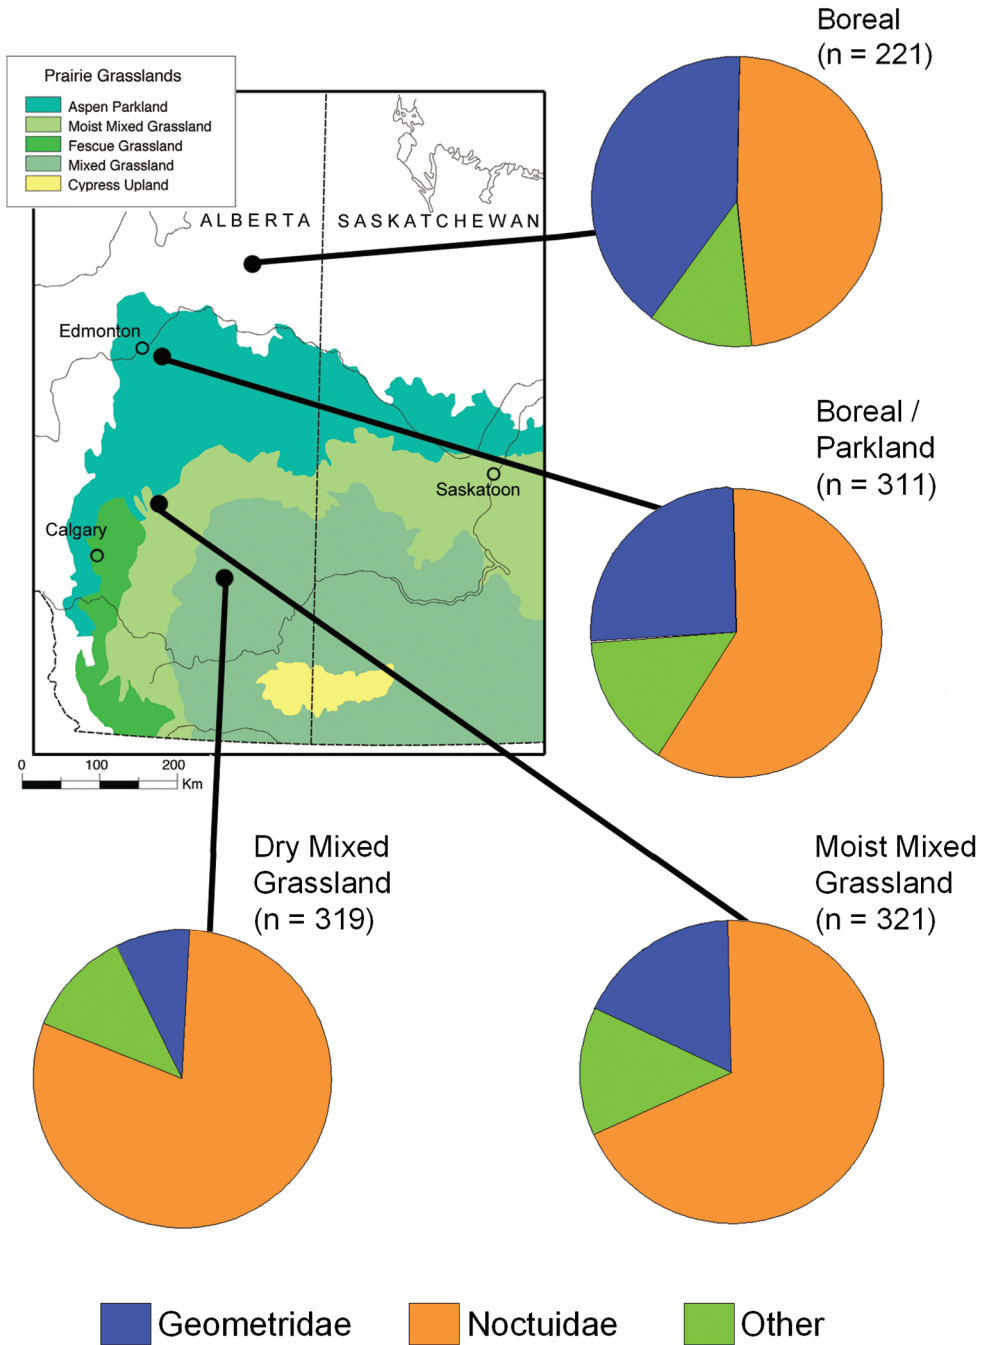 Boreal
(n = 221)
Prairie Grasslands
Aspen Parkland
Moist Mixed Grassland
Fescue Grassland
Mixed Grassland
Cypress Upland
ALBERTA SASKATCHEWAN
Edmonton
Boreal /
Parkland
(n = 311)
Saskatoon
Calgary
0 100 200
Km
Dry Mixed
Grassland
(n = 319)
Moist Mixed
Grassland
(n = 321)
Geometridae Noctuidae Other